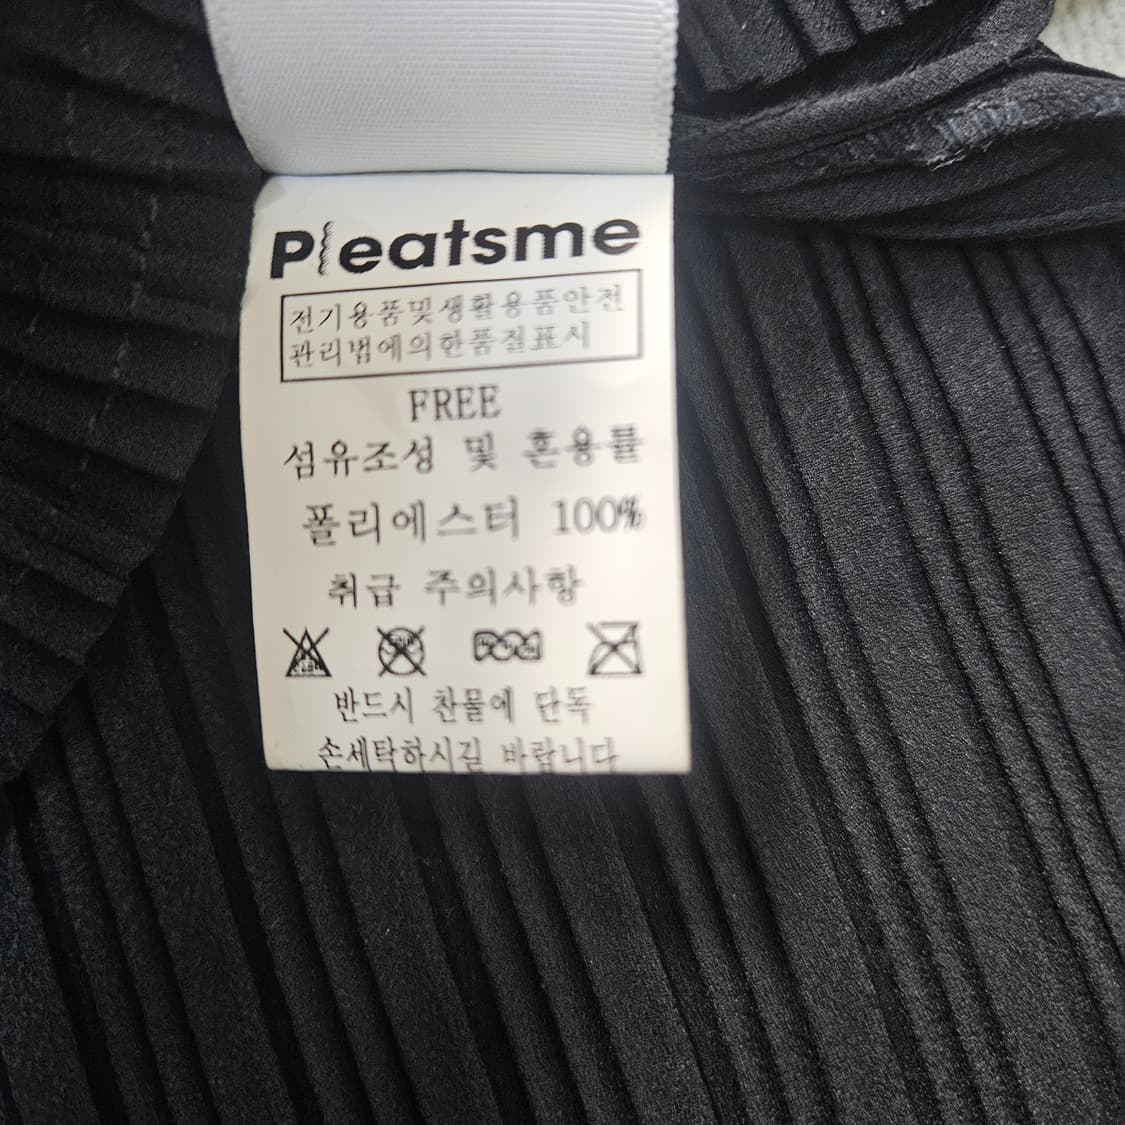 Pleatsme
전기용품및생활용품안전
관리법에의한품질표시
FREE
섬유조성 및 혼용률
폴리에스터 100%
취급 주의사항
반드시 찬물에 단독
손세탁하시길 바랍니다